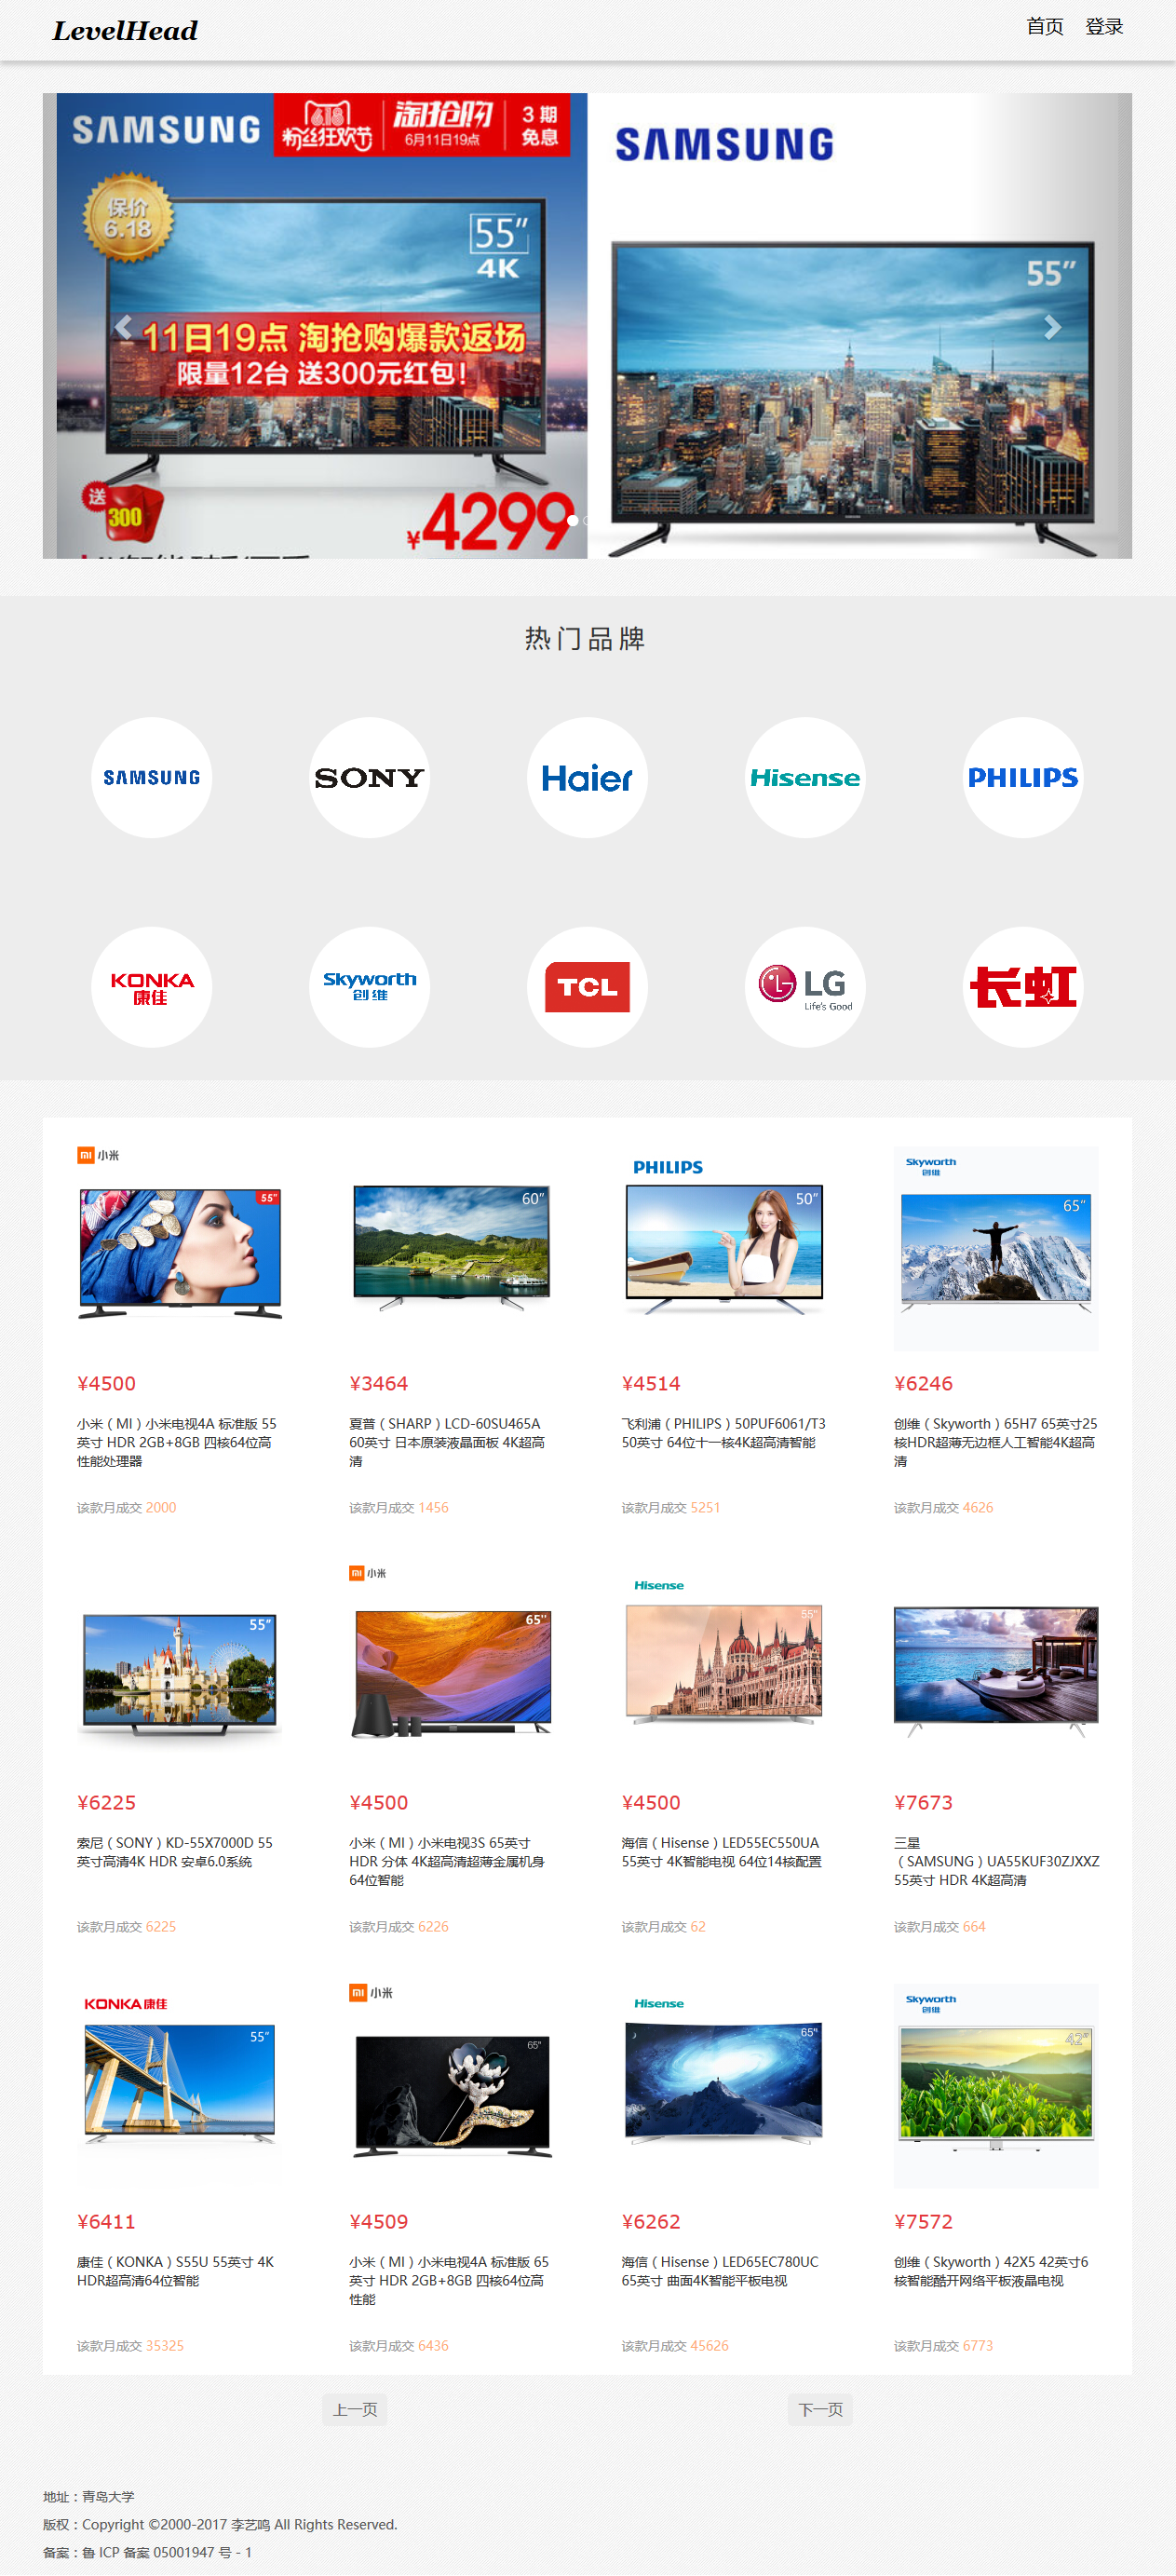 LevelHead
首页 登录
SAMSUNG
6.18
粉丝狂欢节
淘抢购
6月11日19点
3 期
免息
保价
6.18
55"
4K
11日19点 淘抢购爆款返场
限量12台 送300元红包!
送
300
¥4299
SAMSUNG
55"
热门品牌
SAMSUNG
SONY
Haier
Hisense
PHILIPS
KONKA
康佳
Skyworth
创维
TCL
LG
Life's Good
长虹
mi 小米
55"
¥4500
小米（MI）小米电视4A 标准版 55
英寸 HDR 2GB+8GB 四核64位高
性能处理器
该款月成交 2000
60"
¥3464
夏普（SHARP）LCD-60SU465A
60英寸 日本原装液晶面板 4K超高
清
该款月成交 1456
PHILIPS
50"
¥4514
飞利浦（PHILIPS）50PUF6061/T3
50英寸 64位十一核4K超高清智能
该款月成交 5251
Skyworth
创维
65"
¥6246
创维（Skyworth）65H7 65英寸25
核HDR超薄无边框人工智能4K超高
清
该款月成交 4626
55"
¥6225
索尼（SONY）KD-55X7000D 55
英寸高清4K HDR 安卓6.0系统
该款月成交 6225
mi 小米
65"
¥4500
小米（MI）小米电视3S 65英寸
HDR 分体 4K超高清超薄金属机身
64位智能
该款月成交 6226
Hisense
55"
¥4500
海信（Hisense）LED55EC550UA
55英寸 4K智能电视 64位14核配置
该款月成交 62
¥7673
三星
（SAMSUNG）UA55KUF30ZJXXZ
55英寸 HDR 4K超高清
该款月成交 664
KONKA 康佳
55"
¥6411
康佳（KONKA）S55U 55英寸 4K
HDR超高清64位智能
该款月成交 35325
mi 小米
65"
¥4509
小米（MI）小米电视4A 标准版 65
英寸 HDR 2GB+8GB 四核64位高
性能
该款月成交 6436
Hisense
65"
¥6262
海信（Hisense）LED65EC780UC
65英寸 曲面4K智能平板电视
该款月成交 45626
Skyworth
创维
42"
¥7572
创维（Skyworth）42X5 42英寸6
核智能酷开网络平板液晶电视
该款月成交 6773
上一页 下一页
地址：青岛大学
版权：Copyright ©2000-2017 李艺鸣 All Rights Reserved.
备案：鲁 ICP 备案 05001947 号 - 1